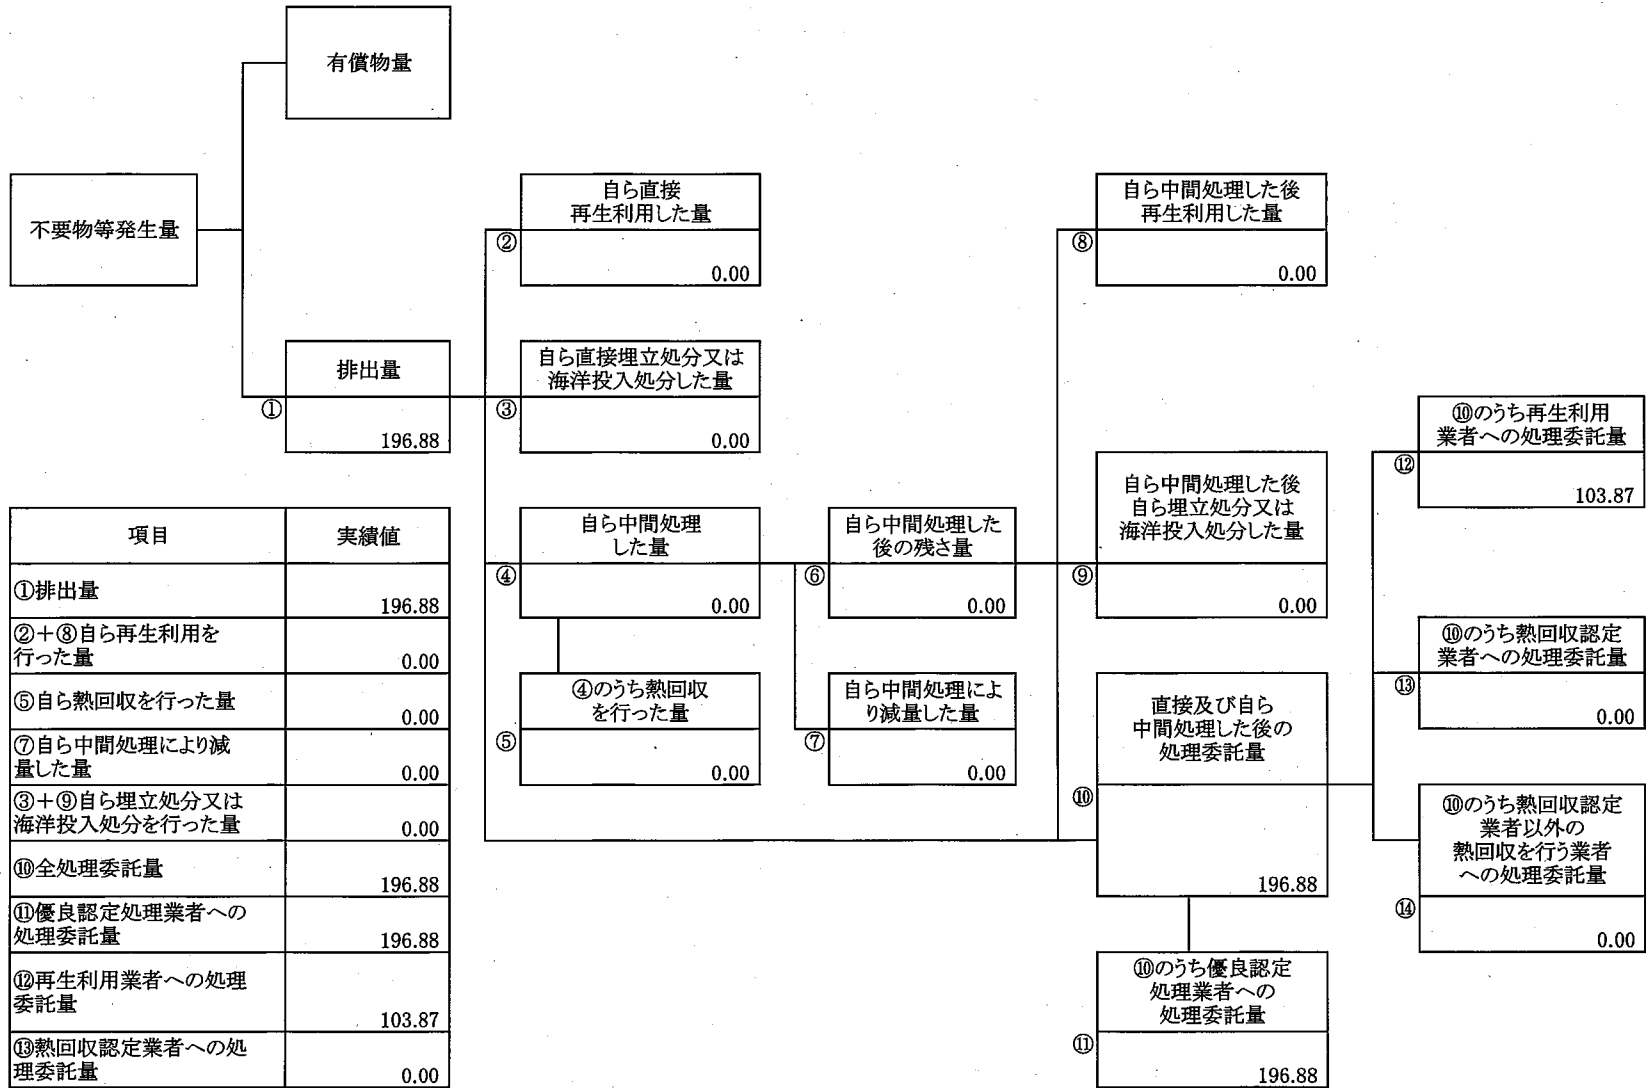 有償物量
不要物等発生量
自ら直接
再生利用した量
②
0.00
自ら中間処理した後
再生利用した量
⑧
0.00
排出量
①
196.88
自ら直接埋立処分又は
海洋投入処分した量
③
0.00
⑩のうち再生利用
業者への処理委託量
⑫
103.87
自ら中間処理した後
自ら埋立処分又は
海洋投入処分した量
⑨
0.00
自ら中間処理
した量
④
0.00
自ら中間処理した
後の残さ量
⑥
0.00
⑩のうち熱回収認定
業者への処理委託量
⑬
0.00
④のうち熱回収
を行った量
⑤
0.00
自ら中間処理によ
り減量した量
⑦
0.00
直接及び自ら
中間処理した後の
処理委託量
⑩
196.88
⑩のうち熱回収認定
業者以外の
熱回収を行う業者
への処理委託量
⑭
0.00
⑩のうち優良認定
処理業者への
処理委託量
⑪
196.88
項目 実績値
①排出量
196.88
②+⑧自ら再生利用を
行った量
0.00
⑤自ら熱回収を行った量
0.00
⑦自ら中間処理により減
量した量
0.00
③+⑨自ら埋立処分又は
海洋投入処分を行った量
0.00
⑩全処理委託量
196.88
⑪優良認定処理業者への
処理委託量
196.88
⑫再生利用業者への処理
委託量
103.87
⑬熱回収認定業者への処
理委託量
0.00